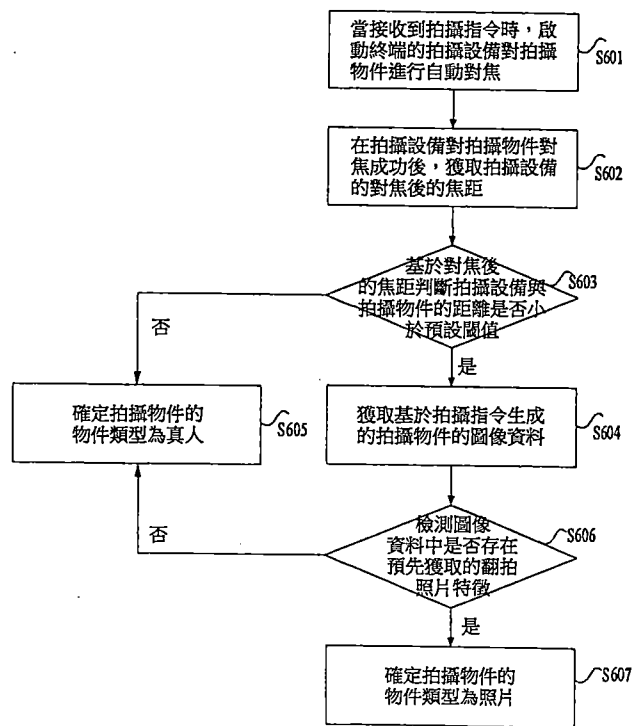 當接收到拍攝指令時，啟
動終端的拍攝設備對拍攝
物件進行自動對焦
S601
在拍攝設備對拍攝物件對
焦成功後，獲取拍攝設備
的對焦後的焦距
S602
基於對焦後
的焦距判斷拍攝設備與
拍攝物件的距離是否小
於預設閾值
S603
否
是
確定拍攝物件的
物件類型為真人
S605
獲取基於拍攝指令生成
的拍攝物件的圖像資料
S604
否
檢測圖像
資料中是否存在
預先獲取的翻拍
照片特徵
S606
是
確定拍攝物件的
物件類型為照片
S607